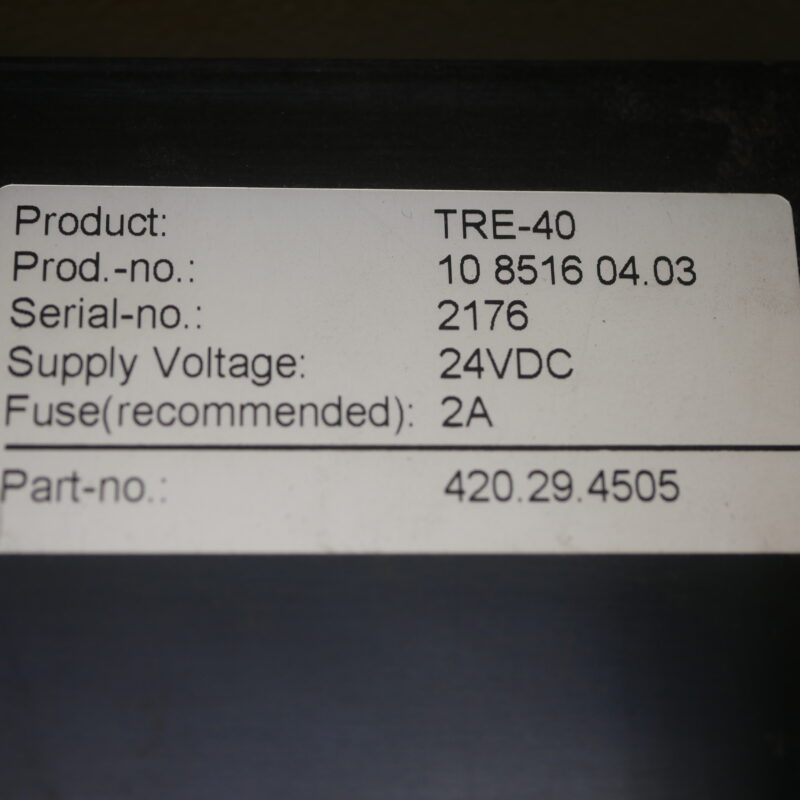 Product: TRE-40
Prod.-no.: 10 8516 04.03
Serial-no.: 2176
Supply Voltage: 24VDC
Fuse(recommended): 2A
Part-no.: 420.29.4505